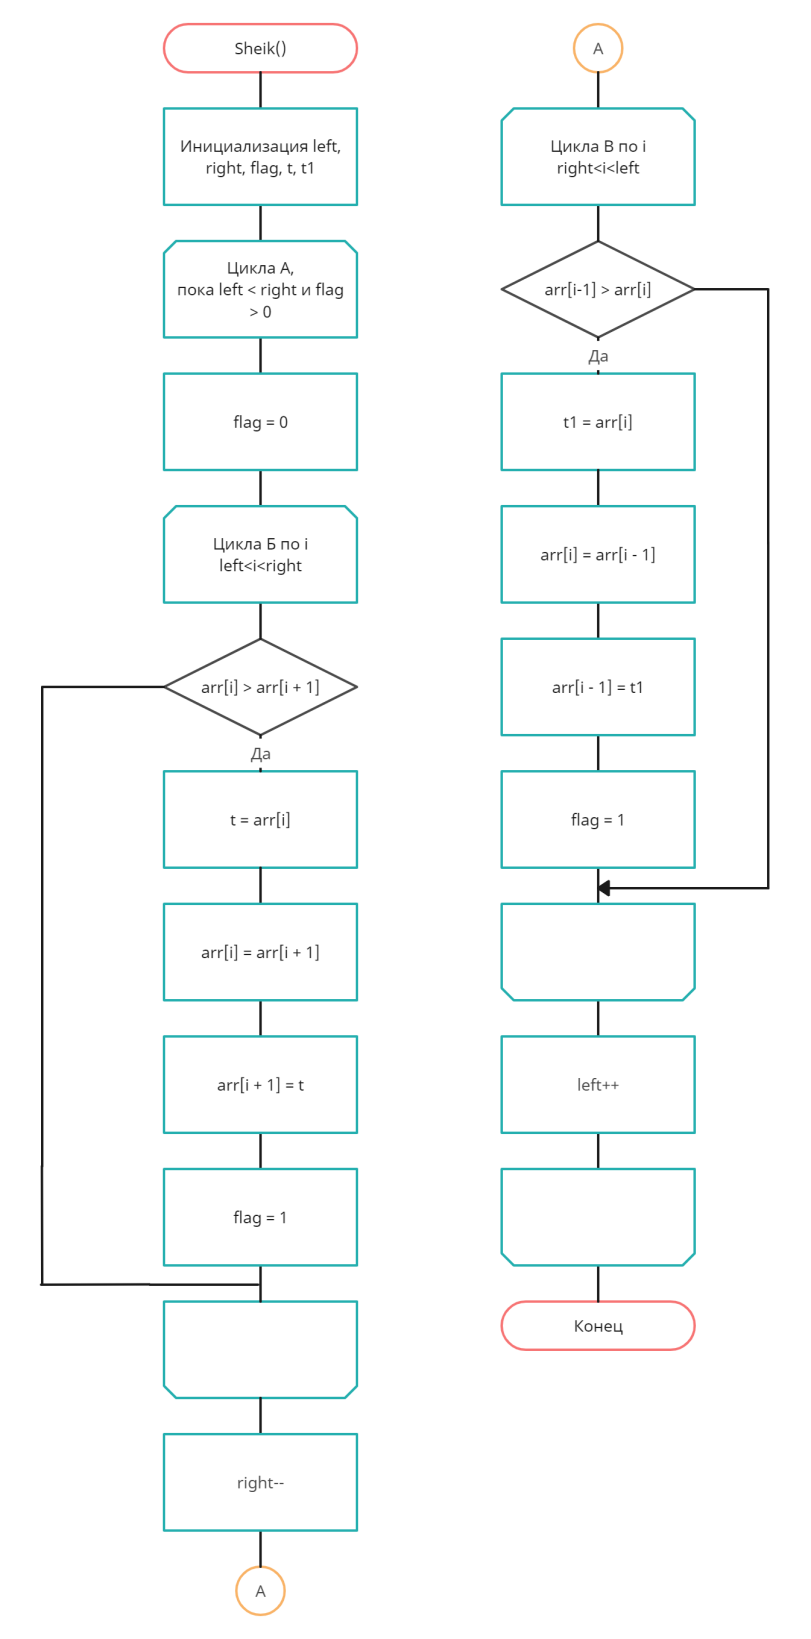 Sheik()
Инициализация left,
right, flag, t, t1
Цикла А,
пока left < right и flag
> 0
flag = 0
Цикла Б по i
left<i<right
arr[i] > arr[i + 1]
Да
t = arr[i]
arr[i] = arr[i + 1]
arr[i + 1] = t
flag = 1
right--
A
A
Цикла В по i
right<i<left
arr[i-1] > arr[i]
Да
t1 = arr[i]
arr[i] = arr[i - 1]
arr[i - 1] = t1
flag = 1
left++
Конец